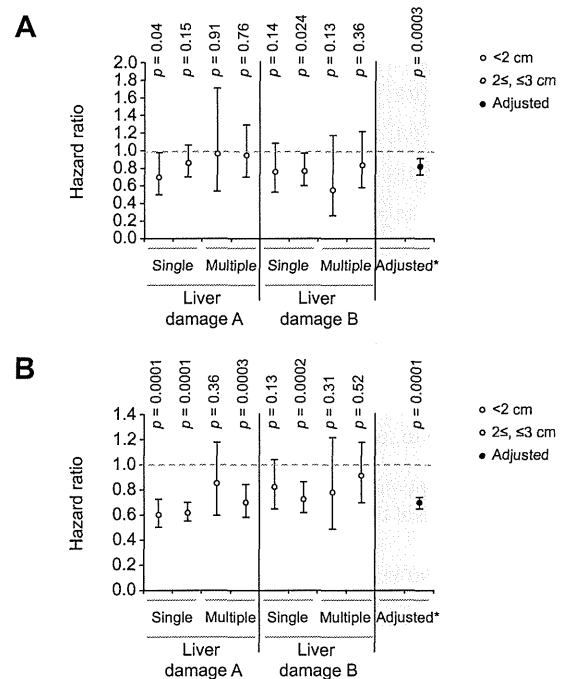 A
p = 0.04
p = 0.15
p = 0.91
p = 0.76
p = 0.14
p = 0.024
p = 0.13
p = 0.36
p = 0.0003
Hazard ratio
2.0
1.8
1.6
1.4
1.2
1.0
0.8
0.6
0.4
0.2
0.0
<2 cm
2≤, ≤3 cm
Adjusted
Single
Multiple
Single
Multiple
Adjusted*
Liver
damage A
Liver
damage B
B
p = 0.0001
p = 0.0001
p = 0.36
p = 0.0003
p = 0.13
p = 0.0002
p = 0.31
p = 0.52
p = 0.0001
Hazard ratio
1.4
1.2
1.0
0.8
0.6
0.4
0.2
0.0
<2 cm
2≤, ≤3 cm
Adjusted
Single
Multiple
Single
Multiple
Adjusted*
Liver
damage A
Liver
damage B